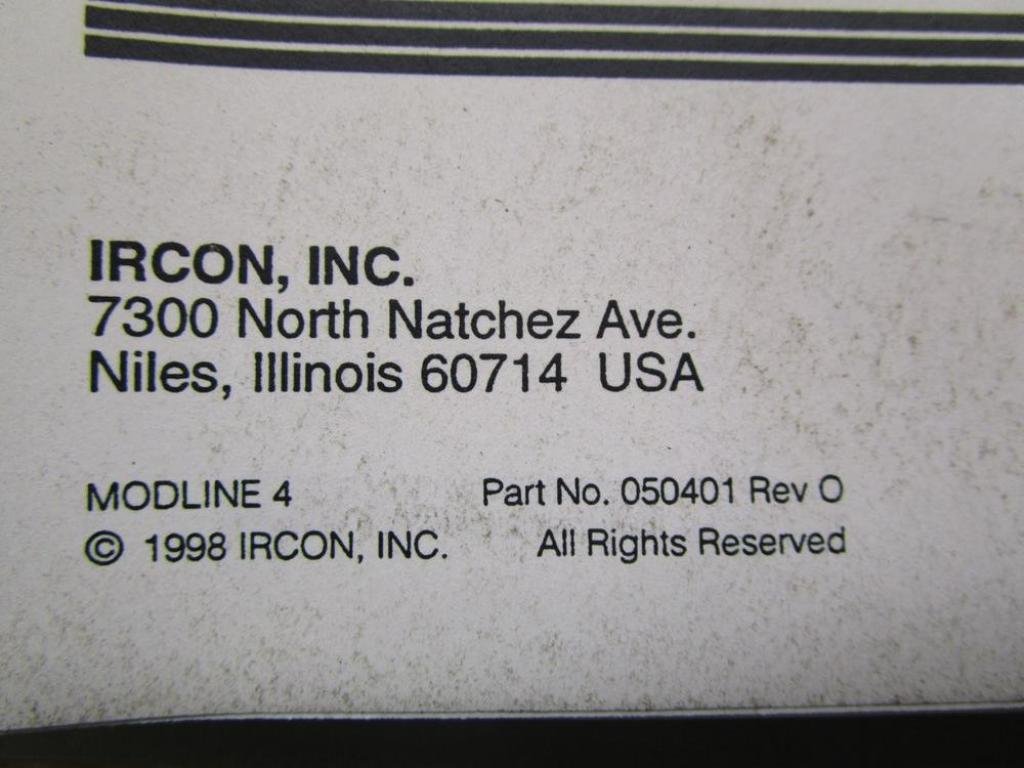 IRCON, INC.
7300 North Natchez Ave.
Niles, Illinois 60714 USA
MODLINE 4 Part No. 050401 Rev O
© 1998 IRCON, INC. All Rights Reserved